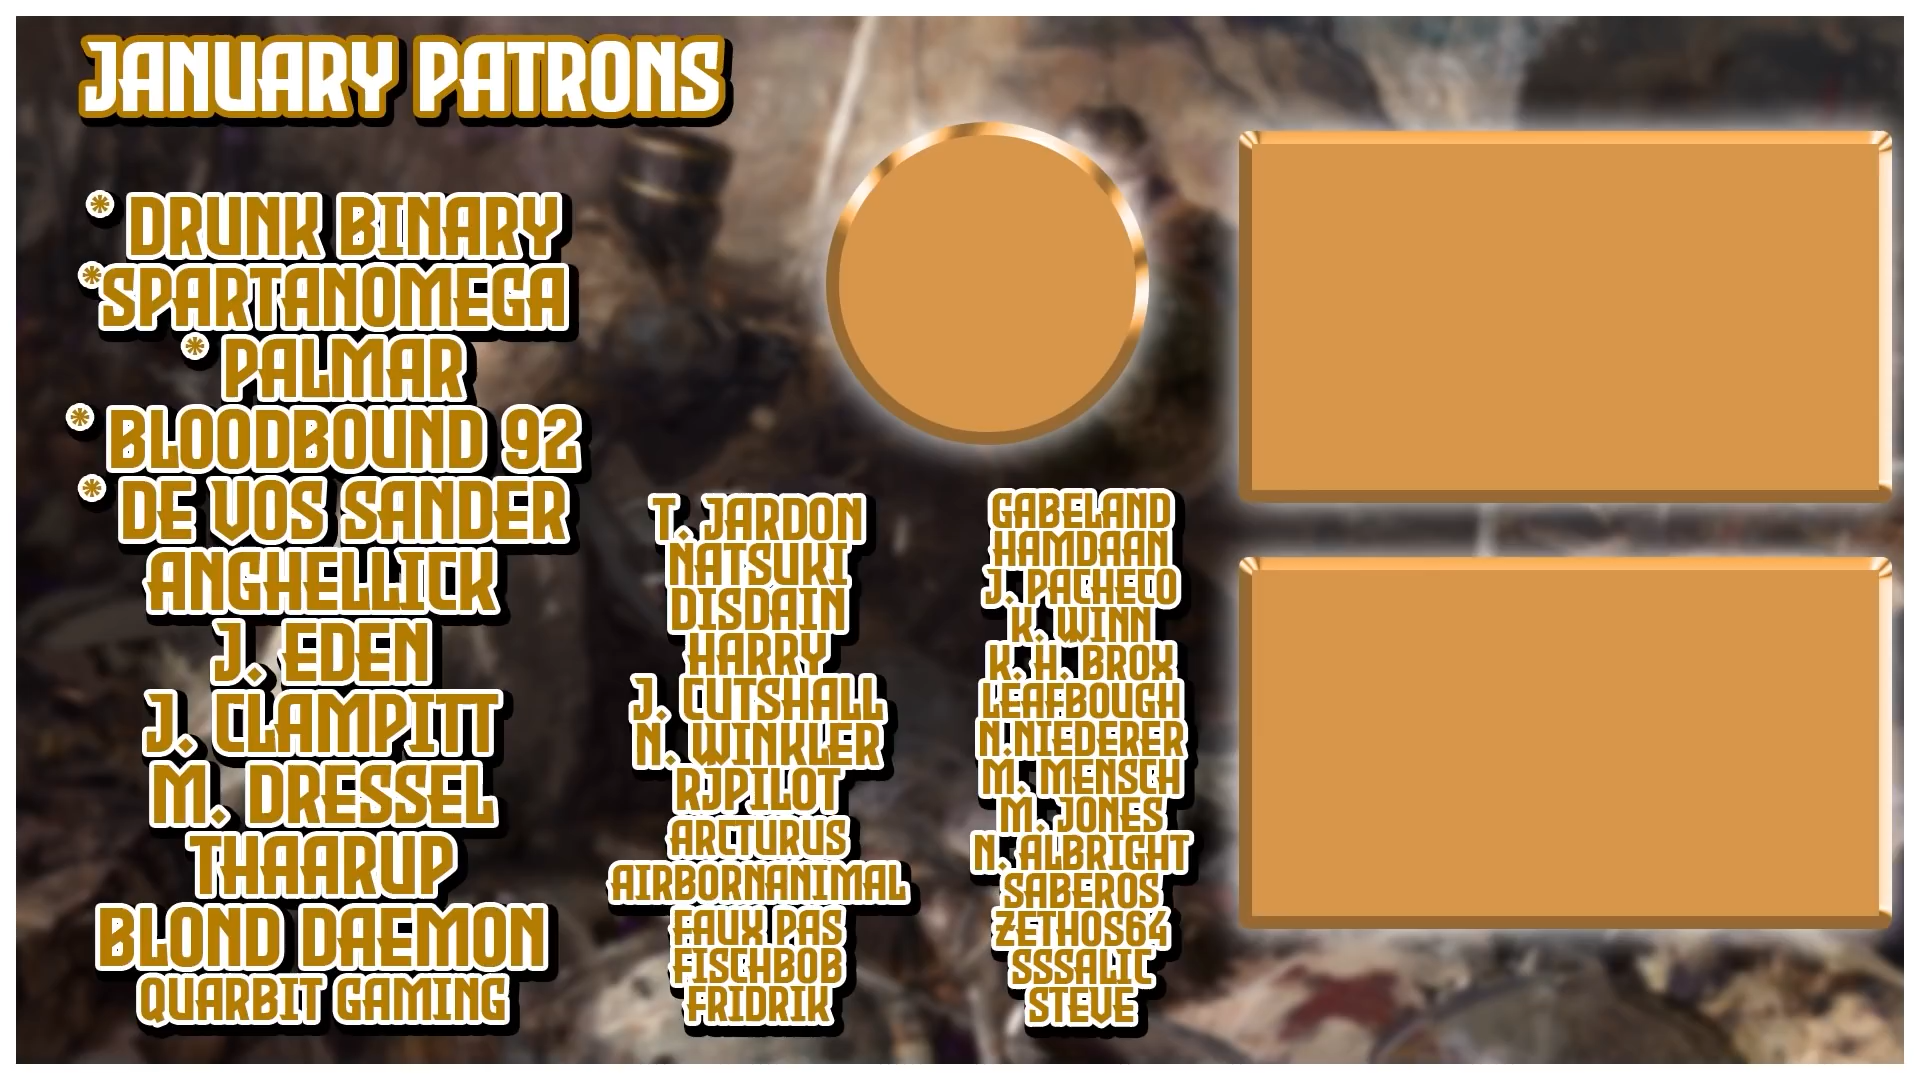 JANUARY PATRONS
* DRUNK BINARY
*SPARTANOMEGA
* PALMAR
* BLOODBOUND 92
* DE VOS SANDER
ANGHELLICK
J. EDEN
J. CLAMPITT
M. DRESSEL
THAARUP
BLOND DAEMON
QUARBIT GAMING
T. JARDON
NATSUKI
DISDAIN
HARRY
J. CUTSHALL
N. WINKLER
RJPILOT
ARCTURUS
AIRBORNANIMAL
FAUX PAS
FISCHBOB
FRIDRIK
GABELAND
HAMDAAN
J. PACHECO
K. WINN
K. H. BROX
LEAFBOUGH
N.NIEDERER
M. MENSCH
M. JONES
N. ALBRIGHT
SABEROS
ZETHOS64
SSSALIC
STEVE